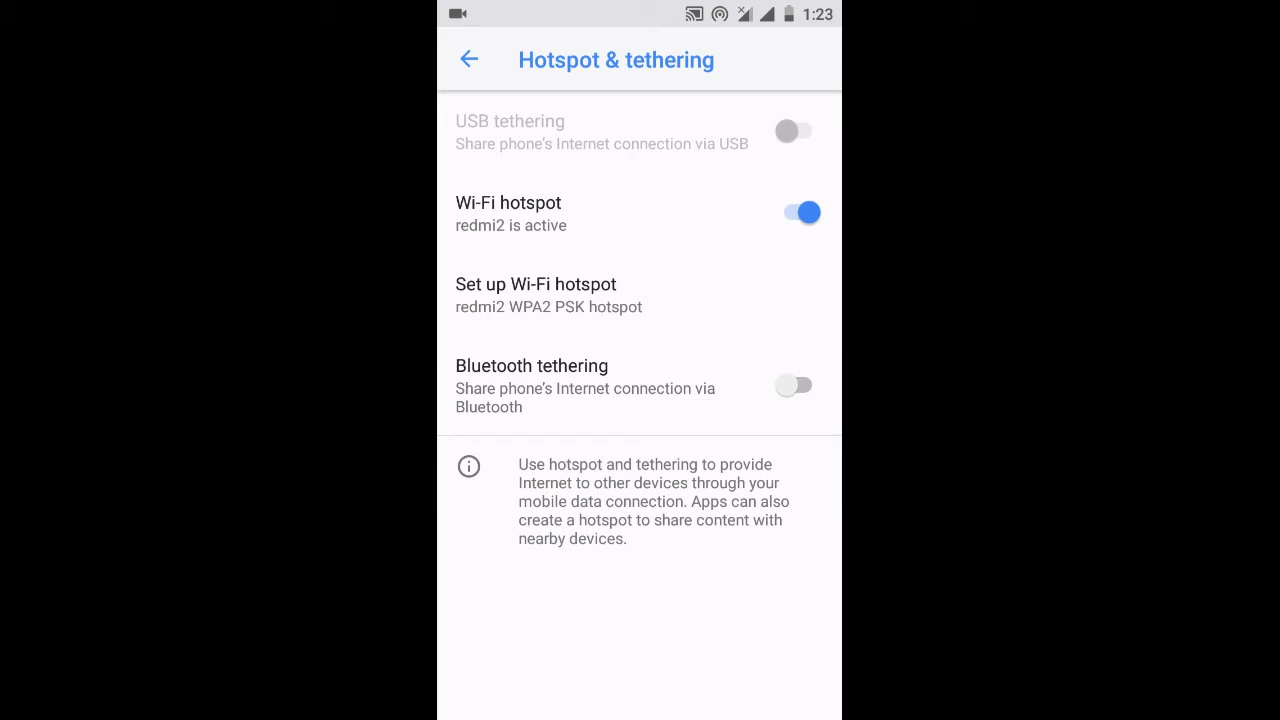 1:23
Hotspot & tethering
USB tethering
Share phone's Internet connection via USB
Wi-Fi hotspot
redmi2 is active
Set up Wi-Fi hotspot
redmi2 WPA2 PSK hotspot
Bluetooth tethering
Share phone's Internet connection via
Bluetooth
Use hotspot and tethering to provide
Internet to other devices through your
mobile data connection. Apps can also
create a hotspot to share content with
nearby devices.